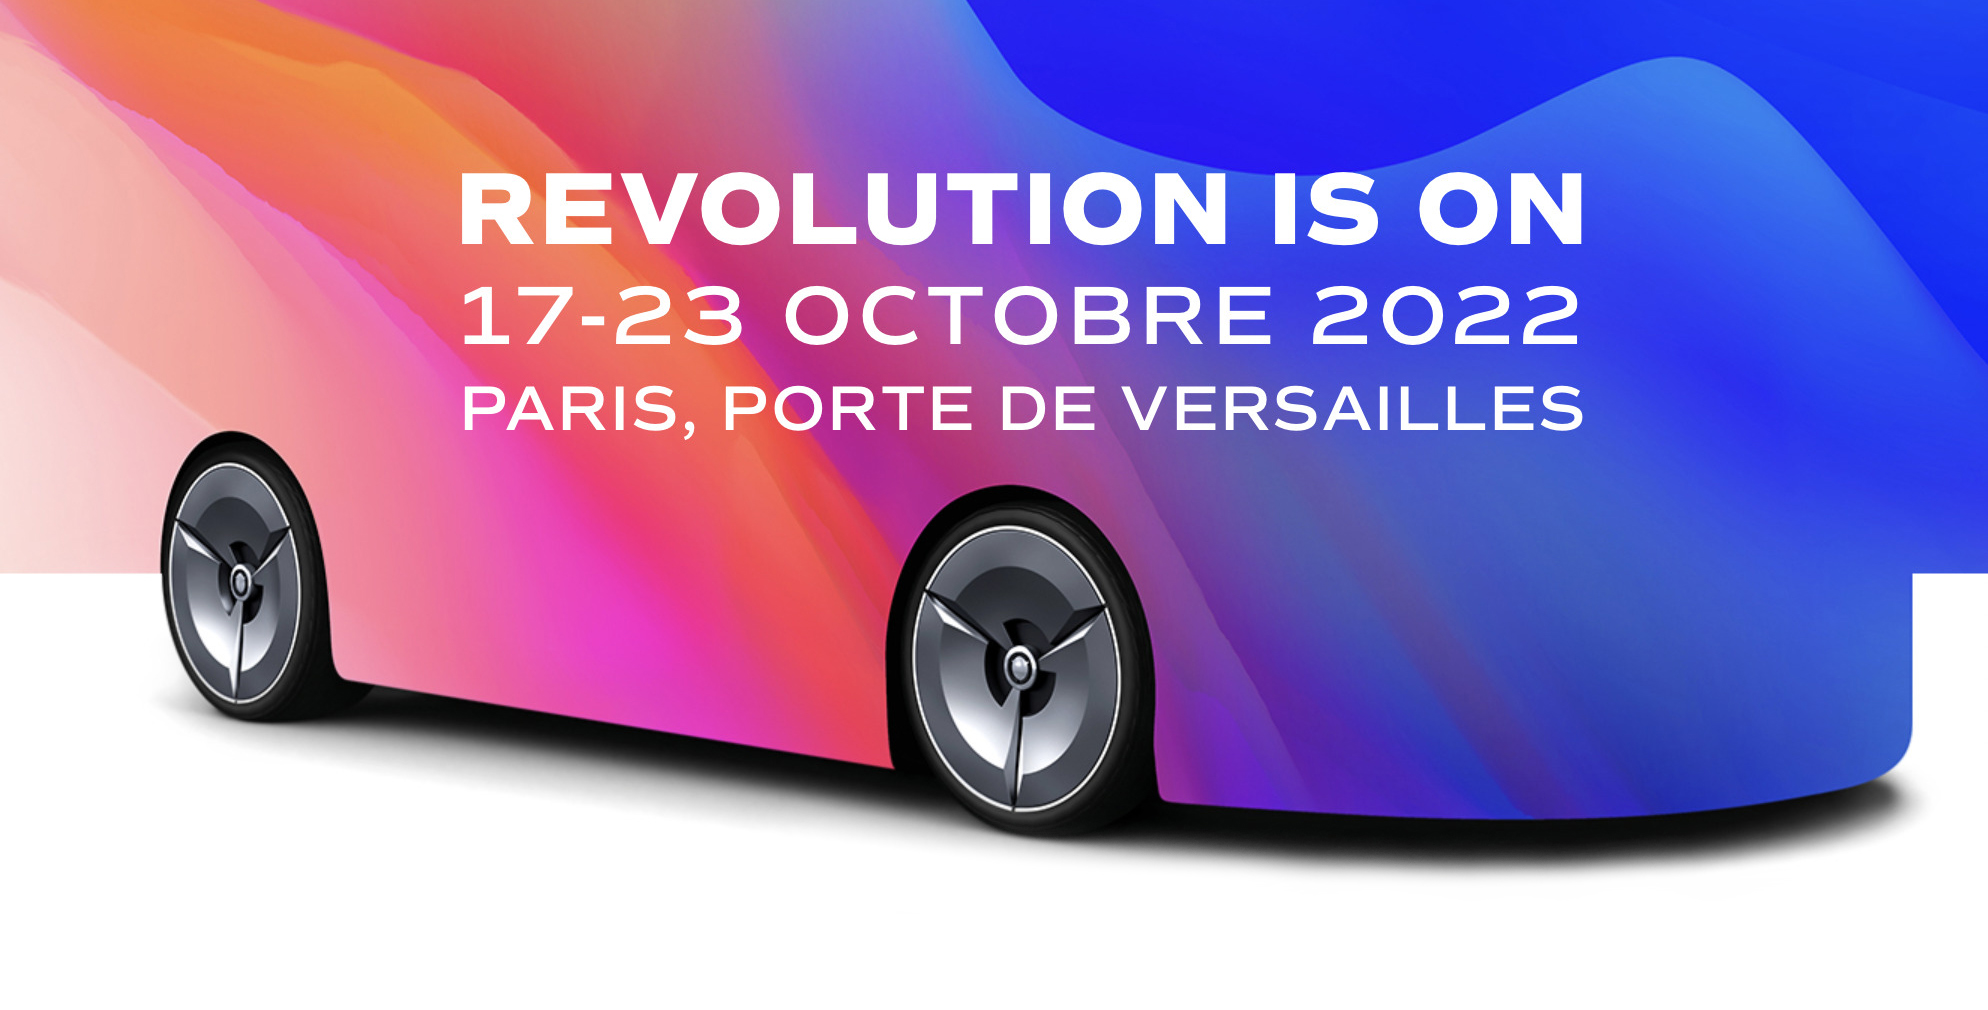 REVOLUTION IS ON
17-23 OCTOBRE 2022
PARIS, PORTE DE VERSAILLES